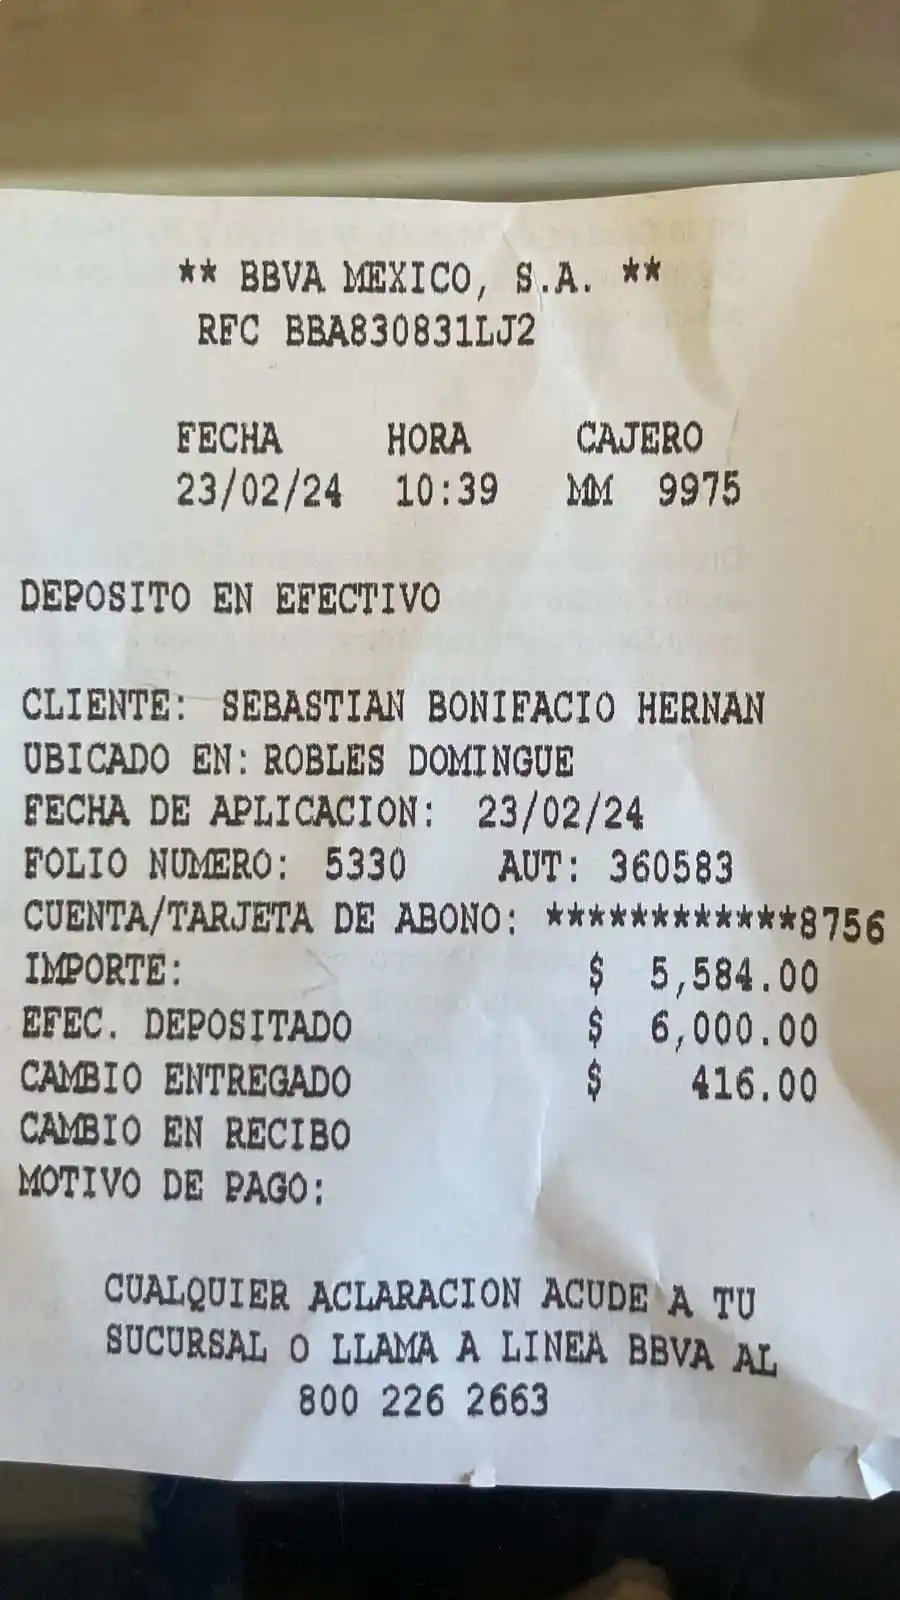 ** BBVA MEXICO, S.A. **
RFC BBA830831LJ2
FECHA HORA CAJERO
23/02/24 10:39 MM 9975
DEPOSITO EN EFECTIVO
CLIENTE: SEBASTIAN BONIFACIO HERNAN
UBICADO EN: ROBLES DOMINGUE
FECHA DE APLICACION: 23/02/24
FOLIO NUMERO: 5330 AUT: 360583
CUENTA/TARJETA DE ABONO: ************8756
IMPORTE: $ 5,584.00
EFEC. DEPOSITADO $ 6,000.00
CAMBIO ENTREGADO $ 416.00
CAMBIO EN RECIBO
MOTIVO DE PAGO:
CUALQUIER ACLARACION ACUDE A TU
SUCURSAL O LLAMA A LINEA BBVA AL
800 226 2663